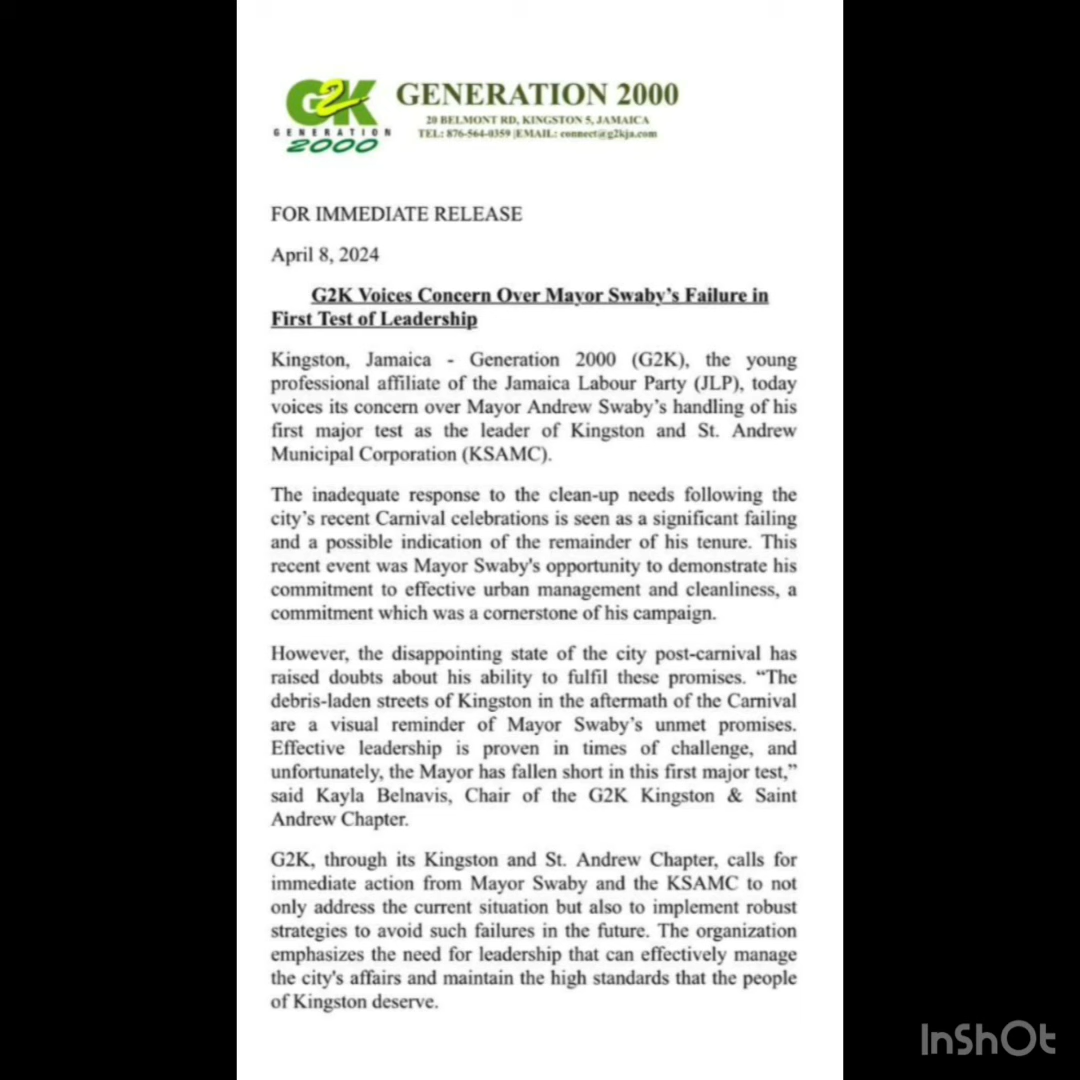 G2K
GENERATION
2000
GENERATION 2000
20 BELMONT RD, KINGSTON 5, JAMAICA
TEL: 876-564-0359 |EMAIL: connect@g2kja.com
FOR IMMEDIATE RELEASE
April 8, 2024
G2K Voices Concern Over Mayor Swaby's Failure in
First Test of Leadership
Kingston, Jamaica - Generation 2000 (G2K), the young
professional affiliate of the Jamaica Labour Party (JLP), today
voices its concern over Mayor Andrew Swaby's handling of his
first major test as the leader of Kingston and St. Andrew
Municipal Corporation (KSAMC).
The inadequate response to the clean-up needs following the
city's recent Carnival celebrations is seen as a significant failing
and a possible indication of the remainder of his tenure. This
recent event was Mayor Swaby's opportunity to demonstrate his
commitment to effective urban management and cleanliness, a
commitment which was a cornerstone of his campaign.
However, the disappointing state of the city post-carnival has
raised doubts about his ability to fulfil these promises. “The
debris-laden streets of Kingston in the aftermath of the Carnival
are a visual reminder of Mayor Swaby's unmet promises.
Effective leadership is proven in times of challenge, and
unfortunately, the Mayor has fallen short in this first major test,”
said Kayla Belnavis, Chair of the G2K Kingston & Saint
Andrew Chapter.
G2K, through its Kingston and St. Andrew Chapter, calls for
immediate action from Mayor Swaby and the KSAMC to not
only address the current situation but also to implement robust
strategies to avoid such failures in the future. The organization
emphasizes the need for leadership that can effectively manage
the city's affairs and maintain the high standards that the people
of Kingston deserve.
InShOt